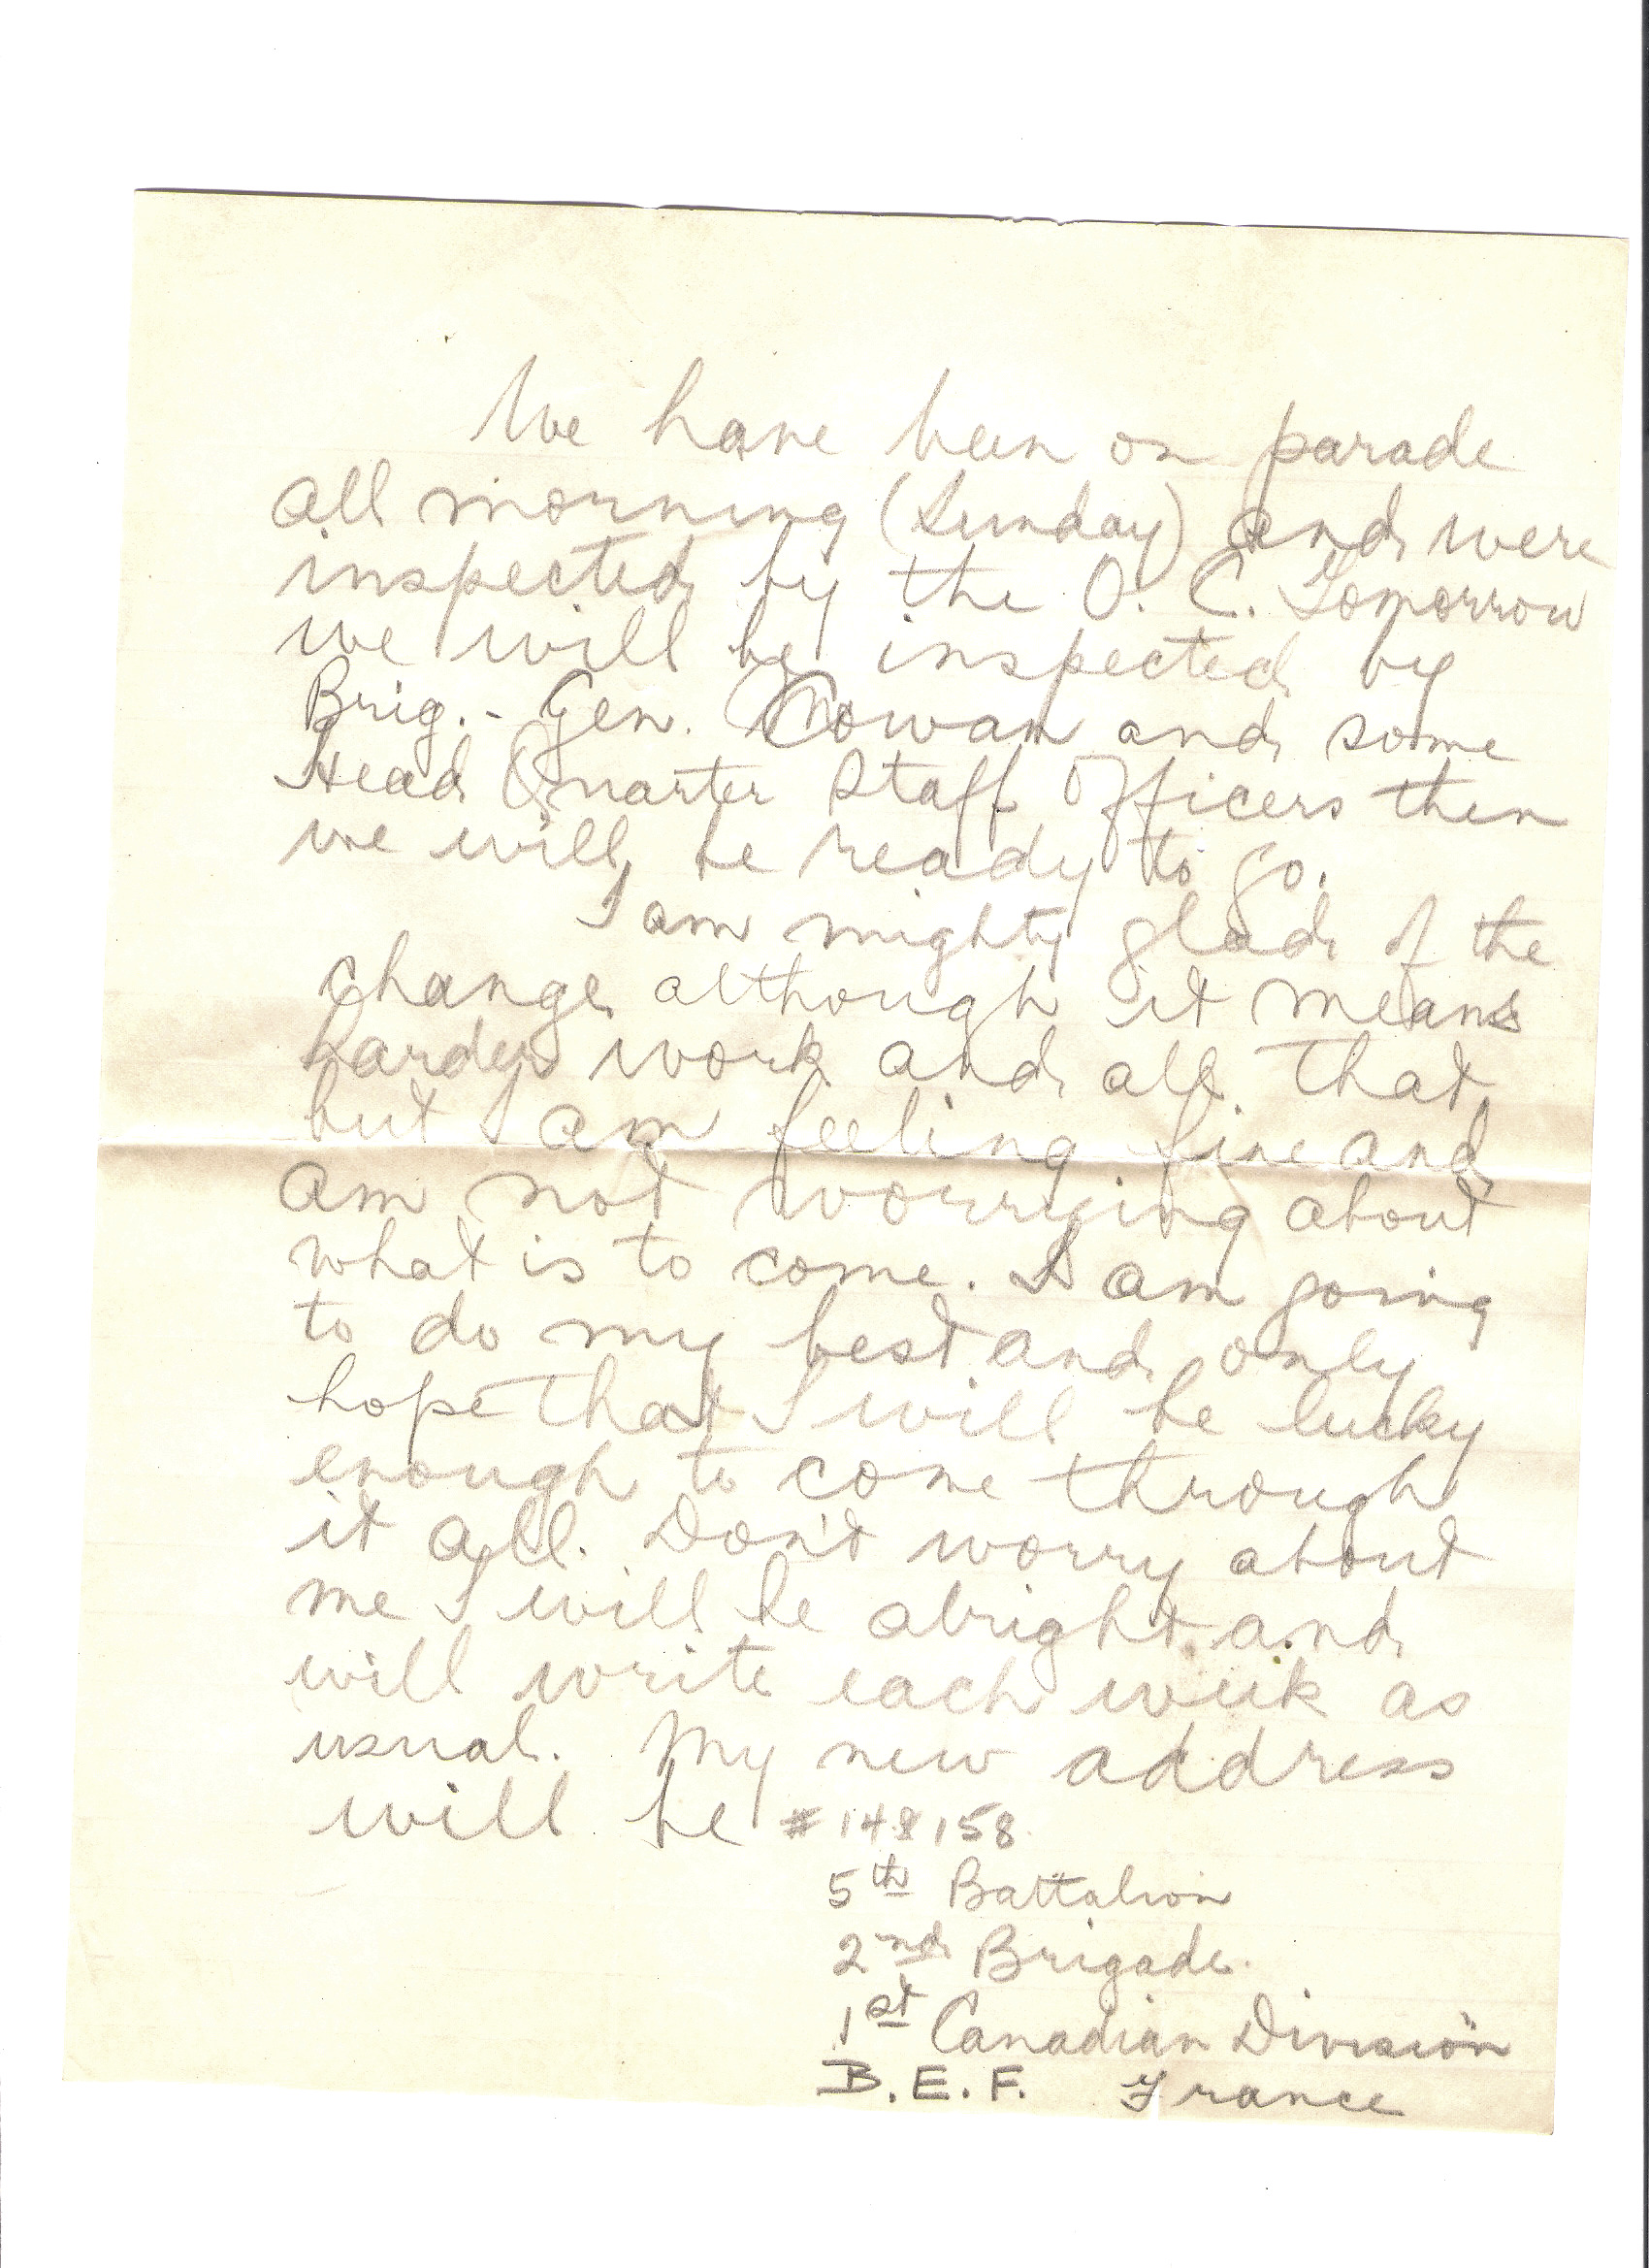 We have been on parade
all morning (Sunday) and were
inspected by the O. C. Tomorrow
we will be inspected by
Brig.- Gen. Cowan and some
Head Quarter Staff Officers then
we will be ready to go.
I am mighty glad of the
change although it means
harder work and all that
but I am feeling fine and
am not worrying about
what is to come. I am going
to do my best and only
hope that I will be lucky
enough to come through
it all. Don't worry about
me I will be alright and
will write each week as
usual. My new address
will be #148158
5th Battalion
2nd Brigade.
1st Canadian Division
B.E.F. France